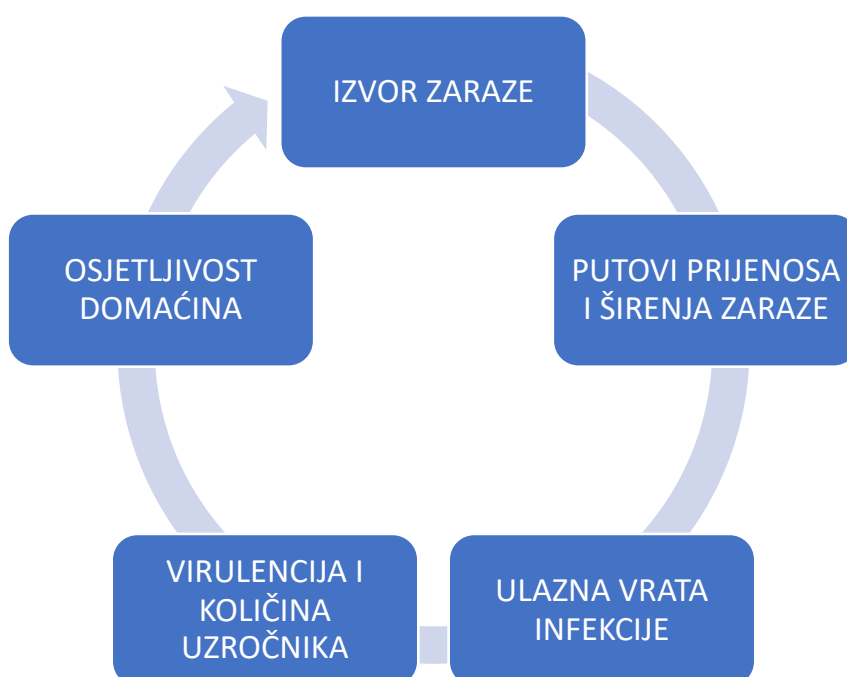 IZVOR ZARAZE
PUTOVI PRIJENOSA
I ŠIRENJA ZARAZE
ULAZNA VRATA
INFEKCIJE
VIRULENCIJA I
KOLIČINA
UZROČNIKA
OSJETLJIVOST
DOMAĆINA